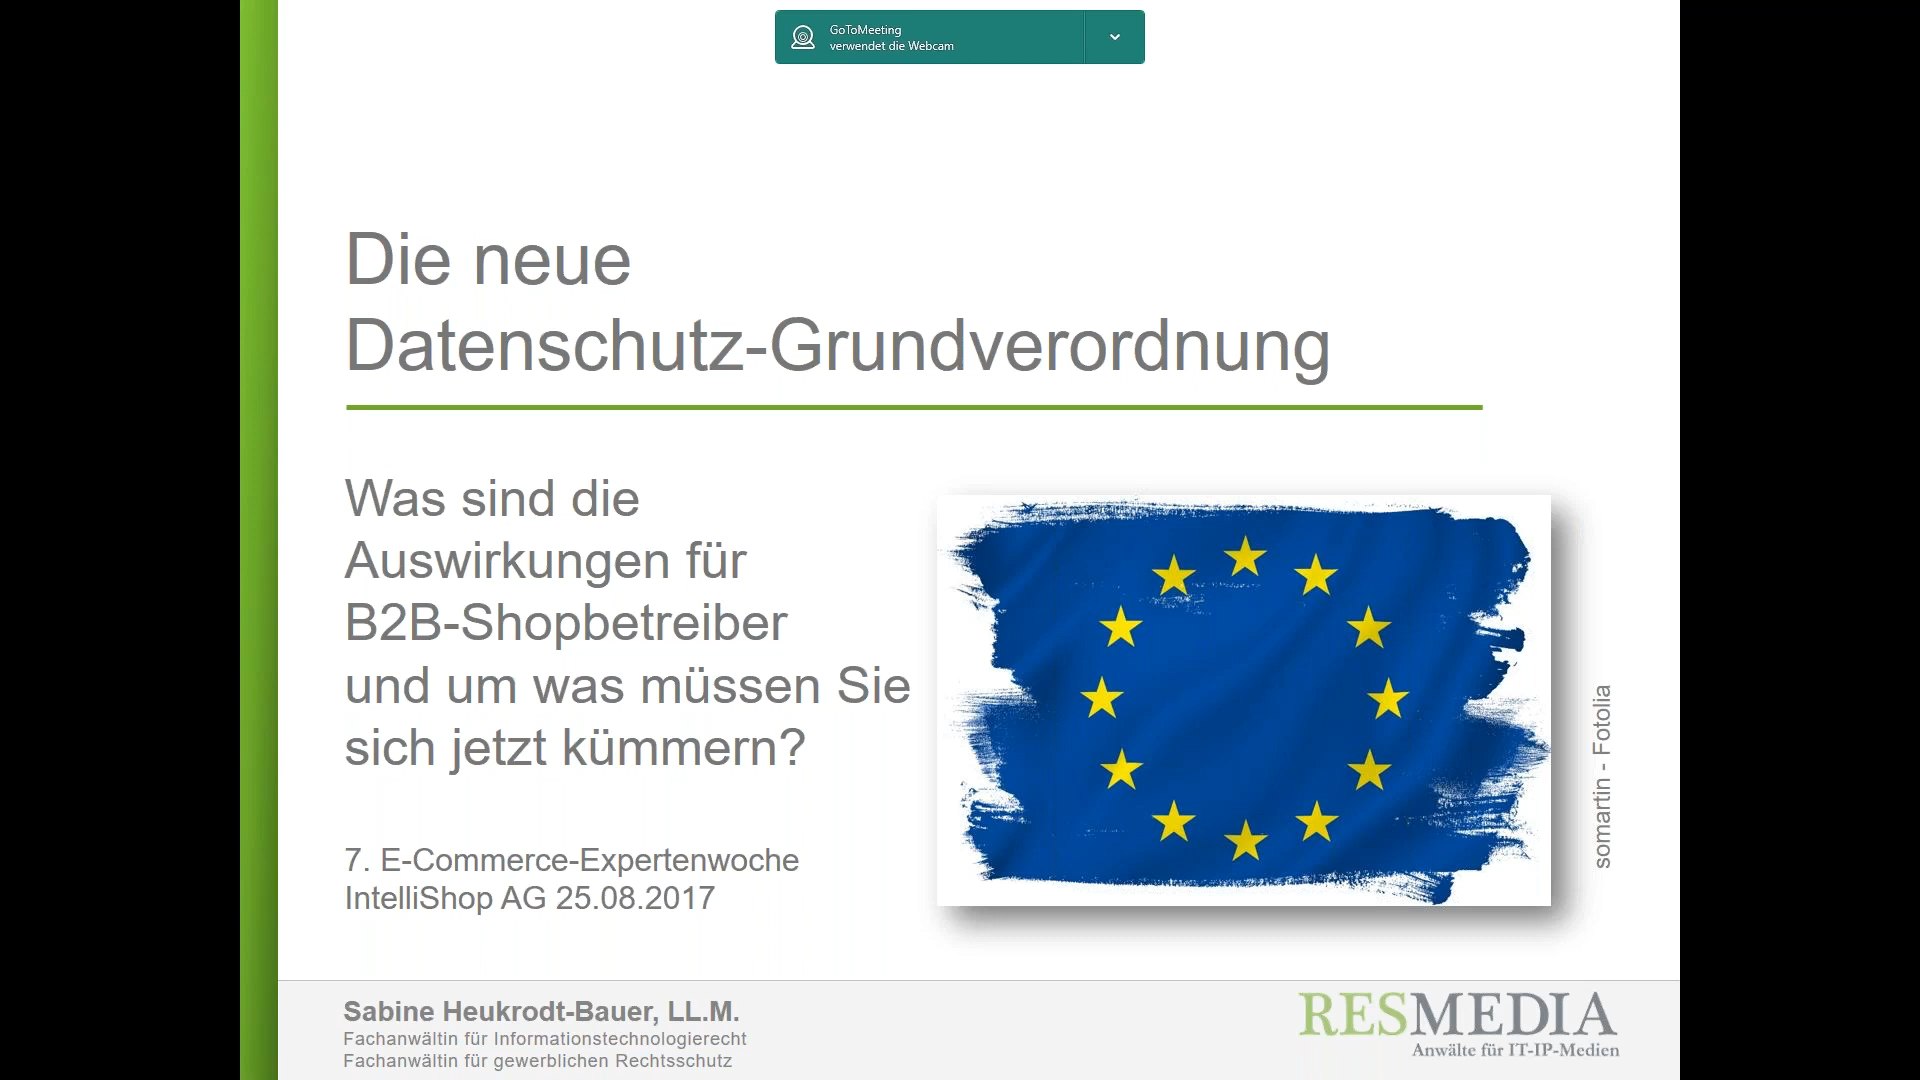 GoToMeeting
verwendet die Webcam
Die neue
Datenschutz-Grundverordnung
Was sind die
Auswirkungen für
B2B-Shopbetreiber
und um was müssen Sie
sich jetzt kümmern?
somartin - Fotolia
7. E-Commerce-Expertenwoche
IntelliShop AG 25.08.2017
Sabine Heukrodt-Bauer, LL.M.
Fachanwältin für Informationstechnologierecht
Fachanwältin für gewerblichen Rechtsschutz
RESMEDIA
Anwälte für IT-IP-Medien